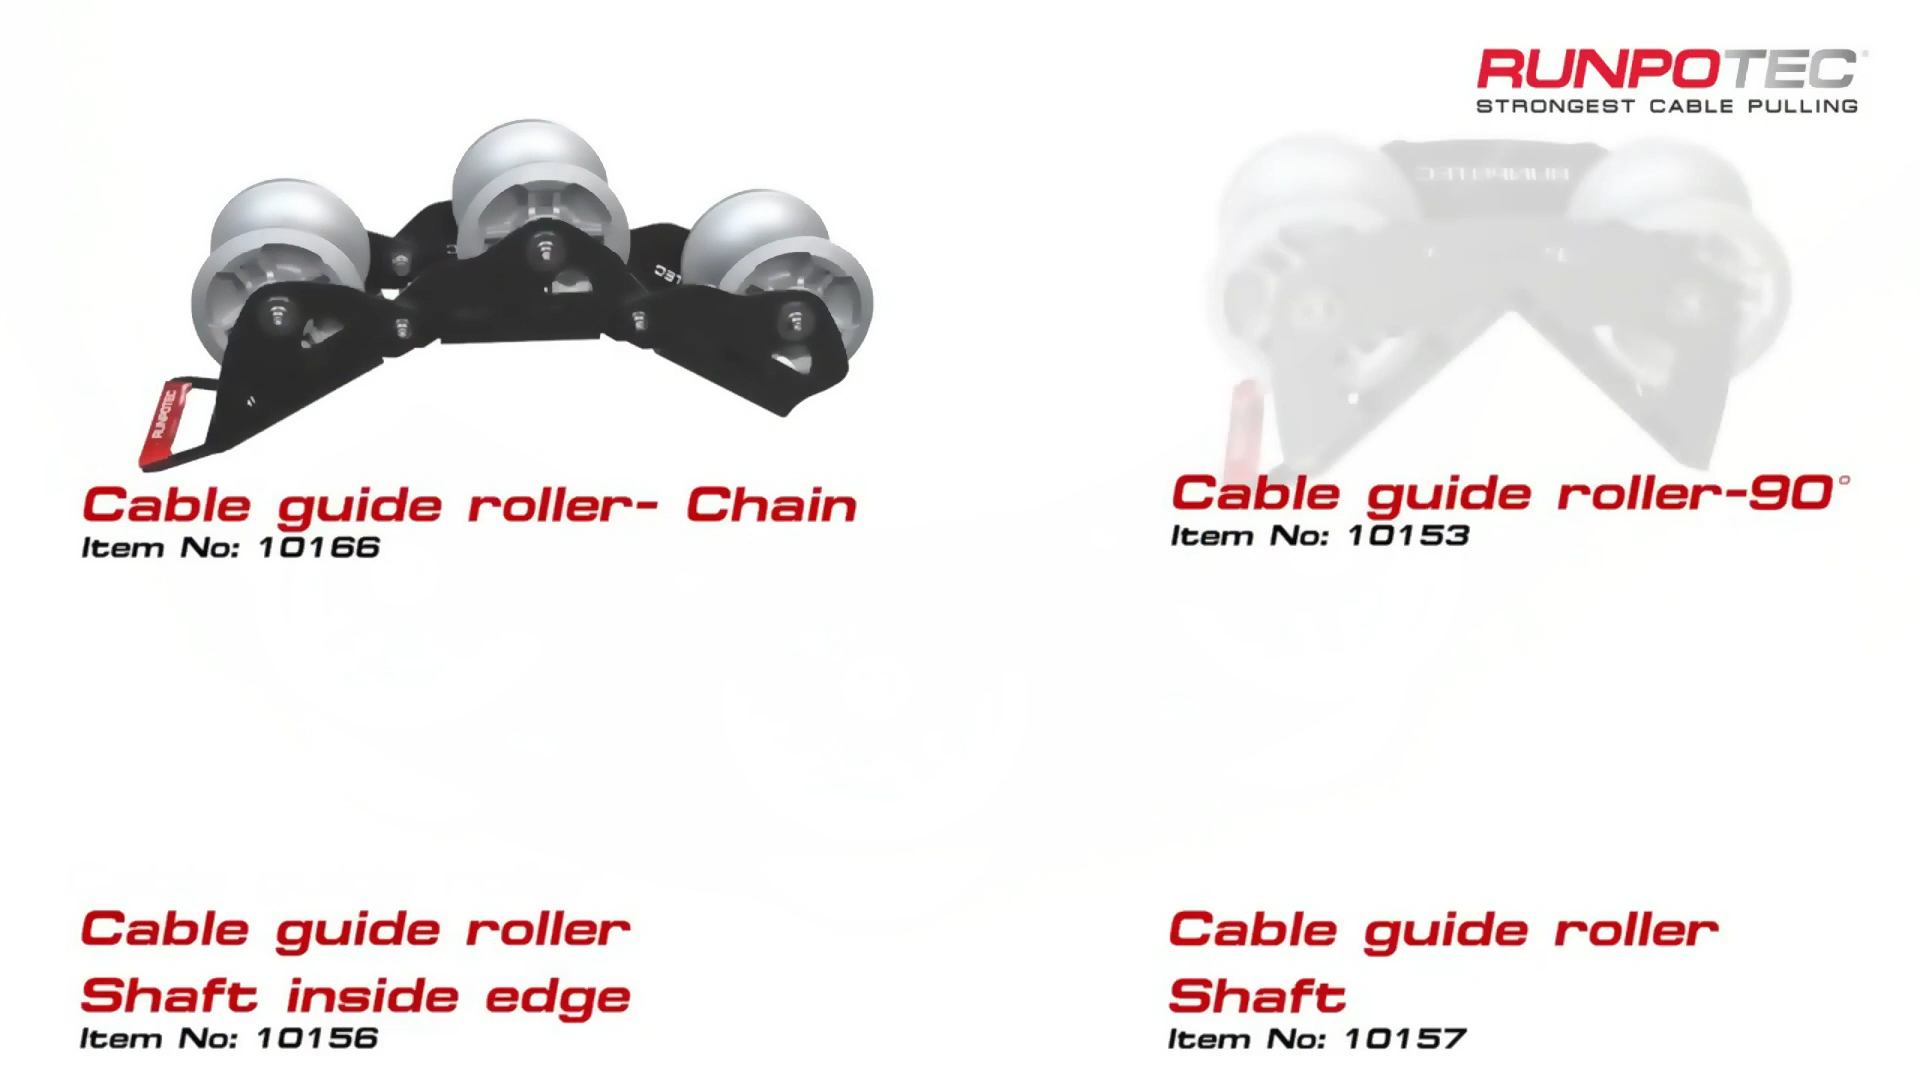 RUNPOTEC
STRONGEST CABLE PULLING
RUNPOTEC
Cable guide roller- Chain
Item No: 10166
Cable guide roller-90°
Item No: 10153
Cable guide roller
Shaft inside edge
Item No: 10156
Cable guide roller
Shaft
Item No: 10157